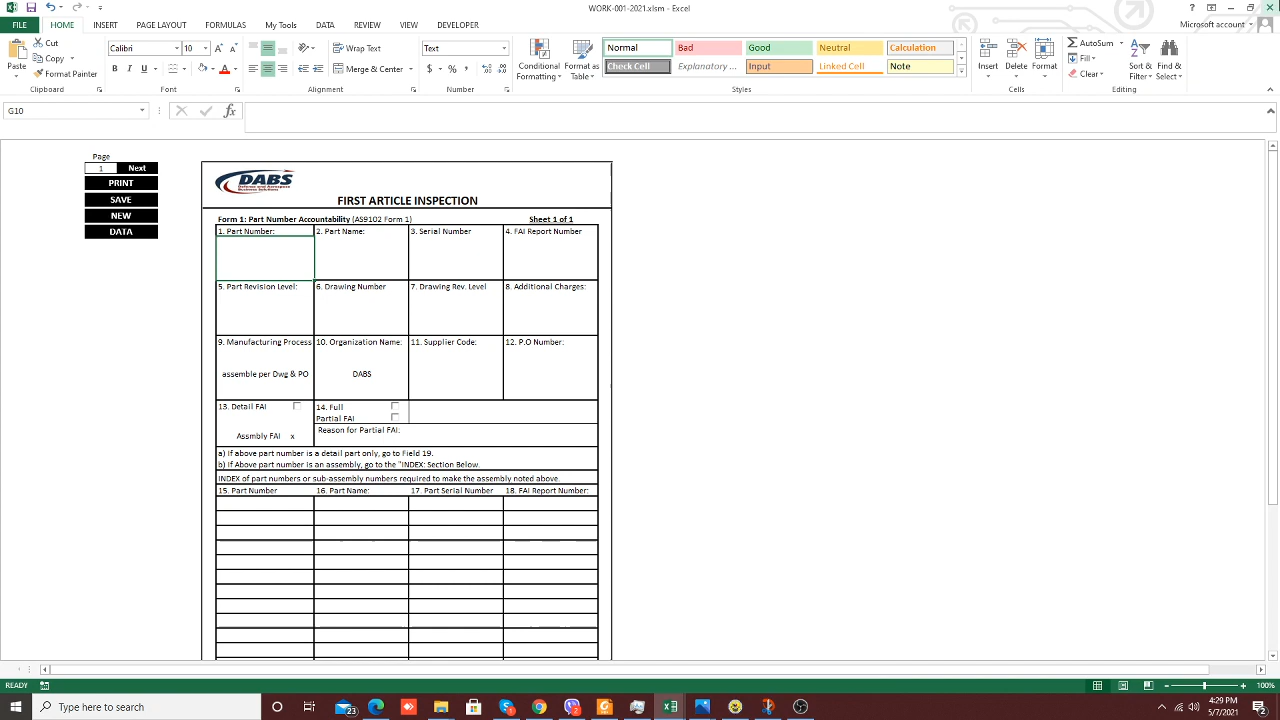 WORK-001-2021.xlsm - Excel
FILE HOME INSERT PAGE LAYOUT FORMULAS My Tools DATA REVIEW VIEW DEVELOPER Microsoft account
Paste
Cut
Copy
Format Painter
Clipboard
Calibri 10
B I U
Font
Wrap Text
Merge & Center
Alignment
Text
$ % ,
Number
Conditional Formatting
Format as Table
Normal Bad Good Neutral Calculation
Check Cell Explanatory ... Input Linked Cell Note
Styles
Insert Delete Format
Cells
AutoSum
Fill
Clear
Sort & Filter
Find & Select
Editing
G10
fx
Page
1 Next
PRINT
SAVE
NEW
DATA
DABS
Defense and Aerospace
Business Solutions
FIRST ARTICLE INSPECTION
Form 1: Part Number Accountability (AS9102 Form 1) Sheet 1 of 1
1. Part Number: 2. Part Name: 3. Serial Number 4. FAI Report Number
5. Part Revision Level: 6. Drawing Number 7. Drawing Rev. Level 8. Additional Charges:
9. Manufacturing Process 10. Organization Name: 11. Supplier Code: 12. P.O Number:
assemble per Dwg & PO DABS
13. Detail FAI 14. Full
Partial FAI
Assmbly FAI x Reason for Partial FAI:
a) If above part number is a detail part only, go to Field 19.
b) If Above part number is an assembly, go to the "INDEX: Section Below.
INDEX of part numbers or sub-assembly numbers required to make the assembly noted above.
15. Part Number 16. Part Name: 17. Part Serial Number 18. FAI Report Number:
READY 100%
Type here to search
23
4:29 PM
5/7/2021